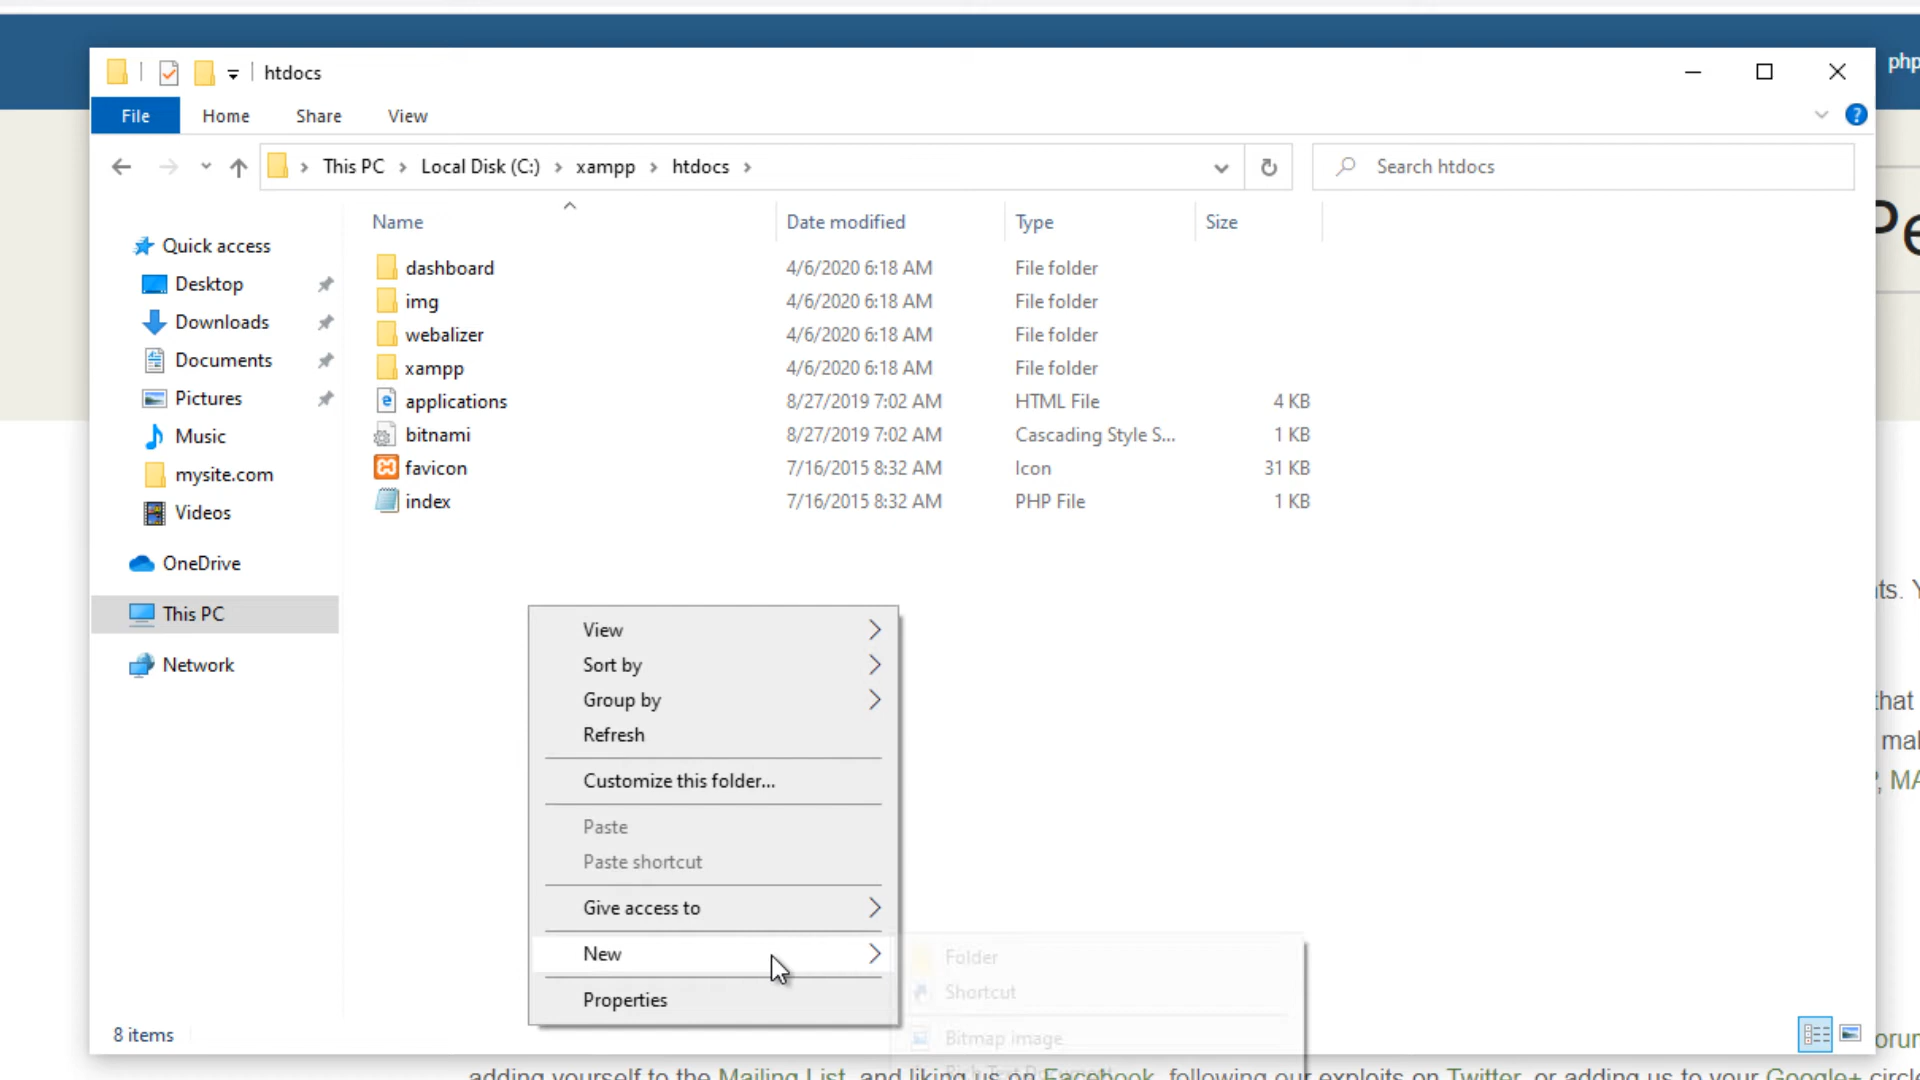 php
htdocs
File Home Share View
This PC Local Disk (C:) xampp htdocs
Search htdocs
Name Date modified Type Size
Quick access
Desktop
Downloads
Documents
Pictures
Music
mysite.com
Videos
OneDrive
This PC
Network
dashboard 4/6/2020 6:18 AM File folder
img 4/6/2020 6:18 AM File folder
webalizer 4/6/2020 6:18 AM File folder
xampp 4/6/2020 6:18 AM File folder
applications 8/27/2019 7:02 AM HTML File 4 KB
bitnami 8/27/2019 7:02 AM Cascading Style S... 1 KB
favicon 7/16/2015 8:32 AM Icon 31 KB
index 7/16/2015 8:32 AM PHP File 1 KB
View
Sort by
Group by
Refresh
Customize this folder...
Paste
Paste shortcut
Give access to
New
Properties
Folder
Shortcut
Bitmap image
Rich Text Document
8 items
Pe
that
adding yourself to the Mailing List, and liking us on Facebook, following our exploits on Twitter, or adding us to your Google+ circle